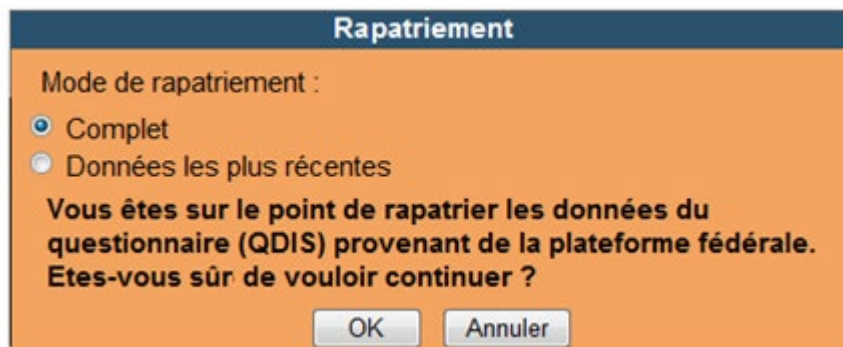 Rapatriement
Mode de rapatriement :
Complet
Données les plus récentes
Vous êtes sur le point de rapatrier les données du
questionnaire (QDIS) provenant de la plateforme fédérale.
Etes-vous sûr de vouloir continuer ?
OK Annuler